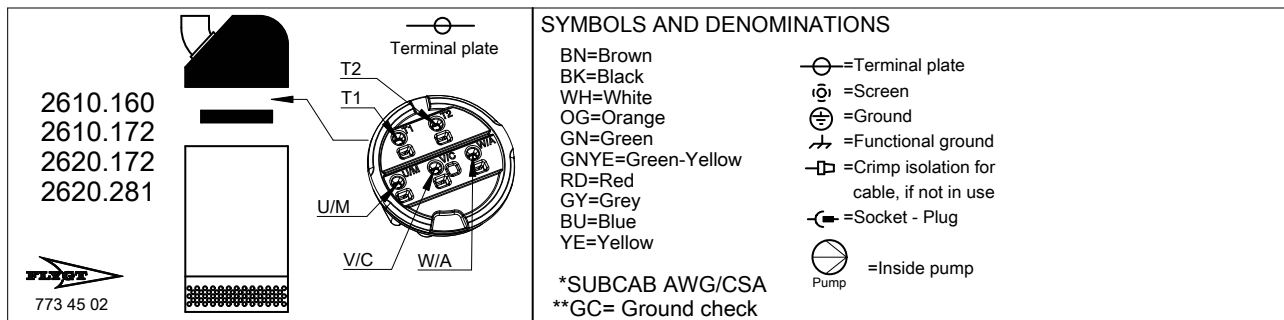 2610.160
2610.172
2620.172
2620.281
FLYGT
773 45 02
Terminal plate
T2
T1
T1
T2
U/M
V/C
W/A
U/M
V/C
W/A
SYMBOLS AND DENOMINATIONS
BN=Brown
BK=Black
WH=White
OG=Orange
GN=Green
GNYE=Green-Yellow
RD=Red
GY=Grey
BU=Blue
YE=Yellow
*SUBCAB AWG/CSA
**GC= Ground check
=Terminal plate
=Screen
=Ground
=Functional ground
=Crimp isolation for
cable, if not in use
=Socket - Plug
=Inside pump
Pump